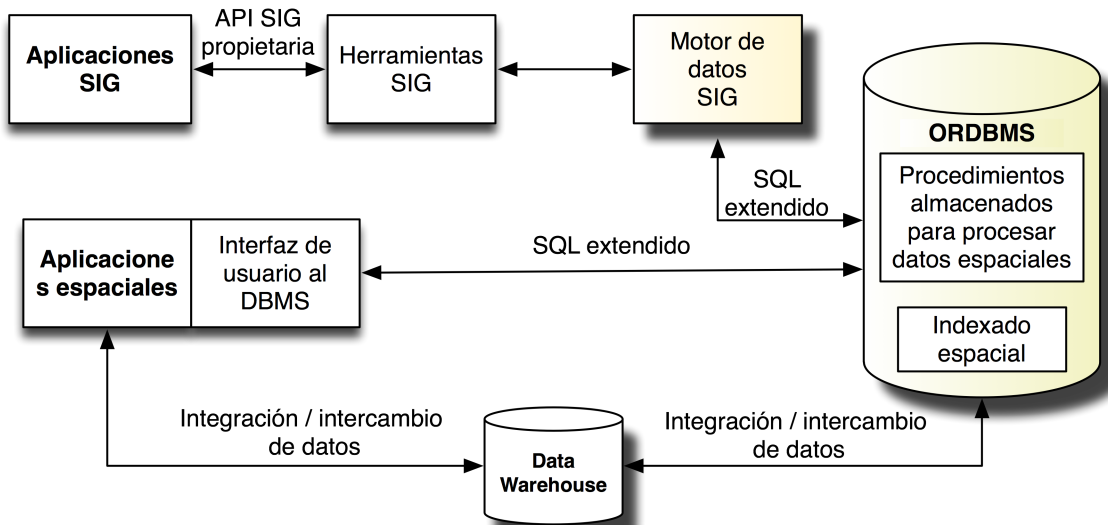 Aplicaciones
SIG
API SIG
propietaria
Herramientas
SIG
Motor de
datos
SIG
ORDBMS
Procedimientos
almacenados
para procesar
datos espaciales
Indexado
espacial
SQL
extendido
Aplicacione
s espaciales
Interfaz de
usuario al
DBMS
SQL extendido
Integración / intercambio
de datos
Data
Warehouse
Integración / intercambio
de datos